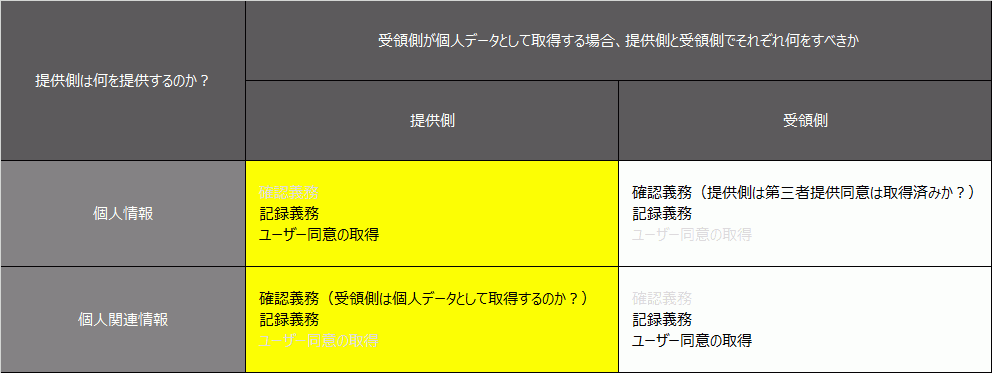 提供側は何を提供するのか?
受領側が個人データとして取得する場合、提供側と受領側でそれぞれ何をすべきか
提供側
受領側
個人情報
確認義務
記録義務
ユーザー同意の取得
確認義務(提供側は第三者提供同意は取得済みか?)
記録義務
ユーザー同意の取得
個人関連情報
確認義務(受領側は個人データとして取得するのか?)
記録義務
ユーザー同意の取得
確認義務
記録義務
ユーザー同意の取得